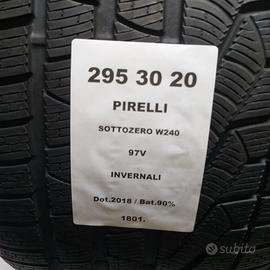 295 30 20
PIRELLI
SOTTOZERO W240
97V
INVERNALI
Dot.2018 / Bat.90%
1801.
subito